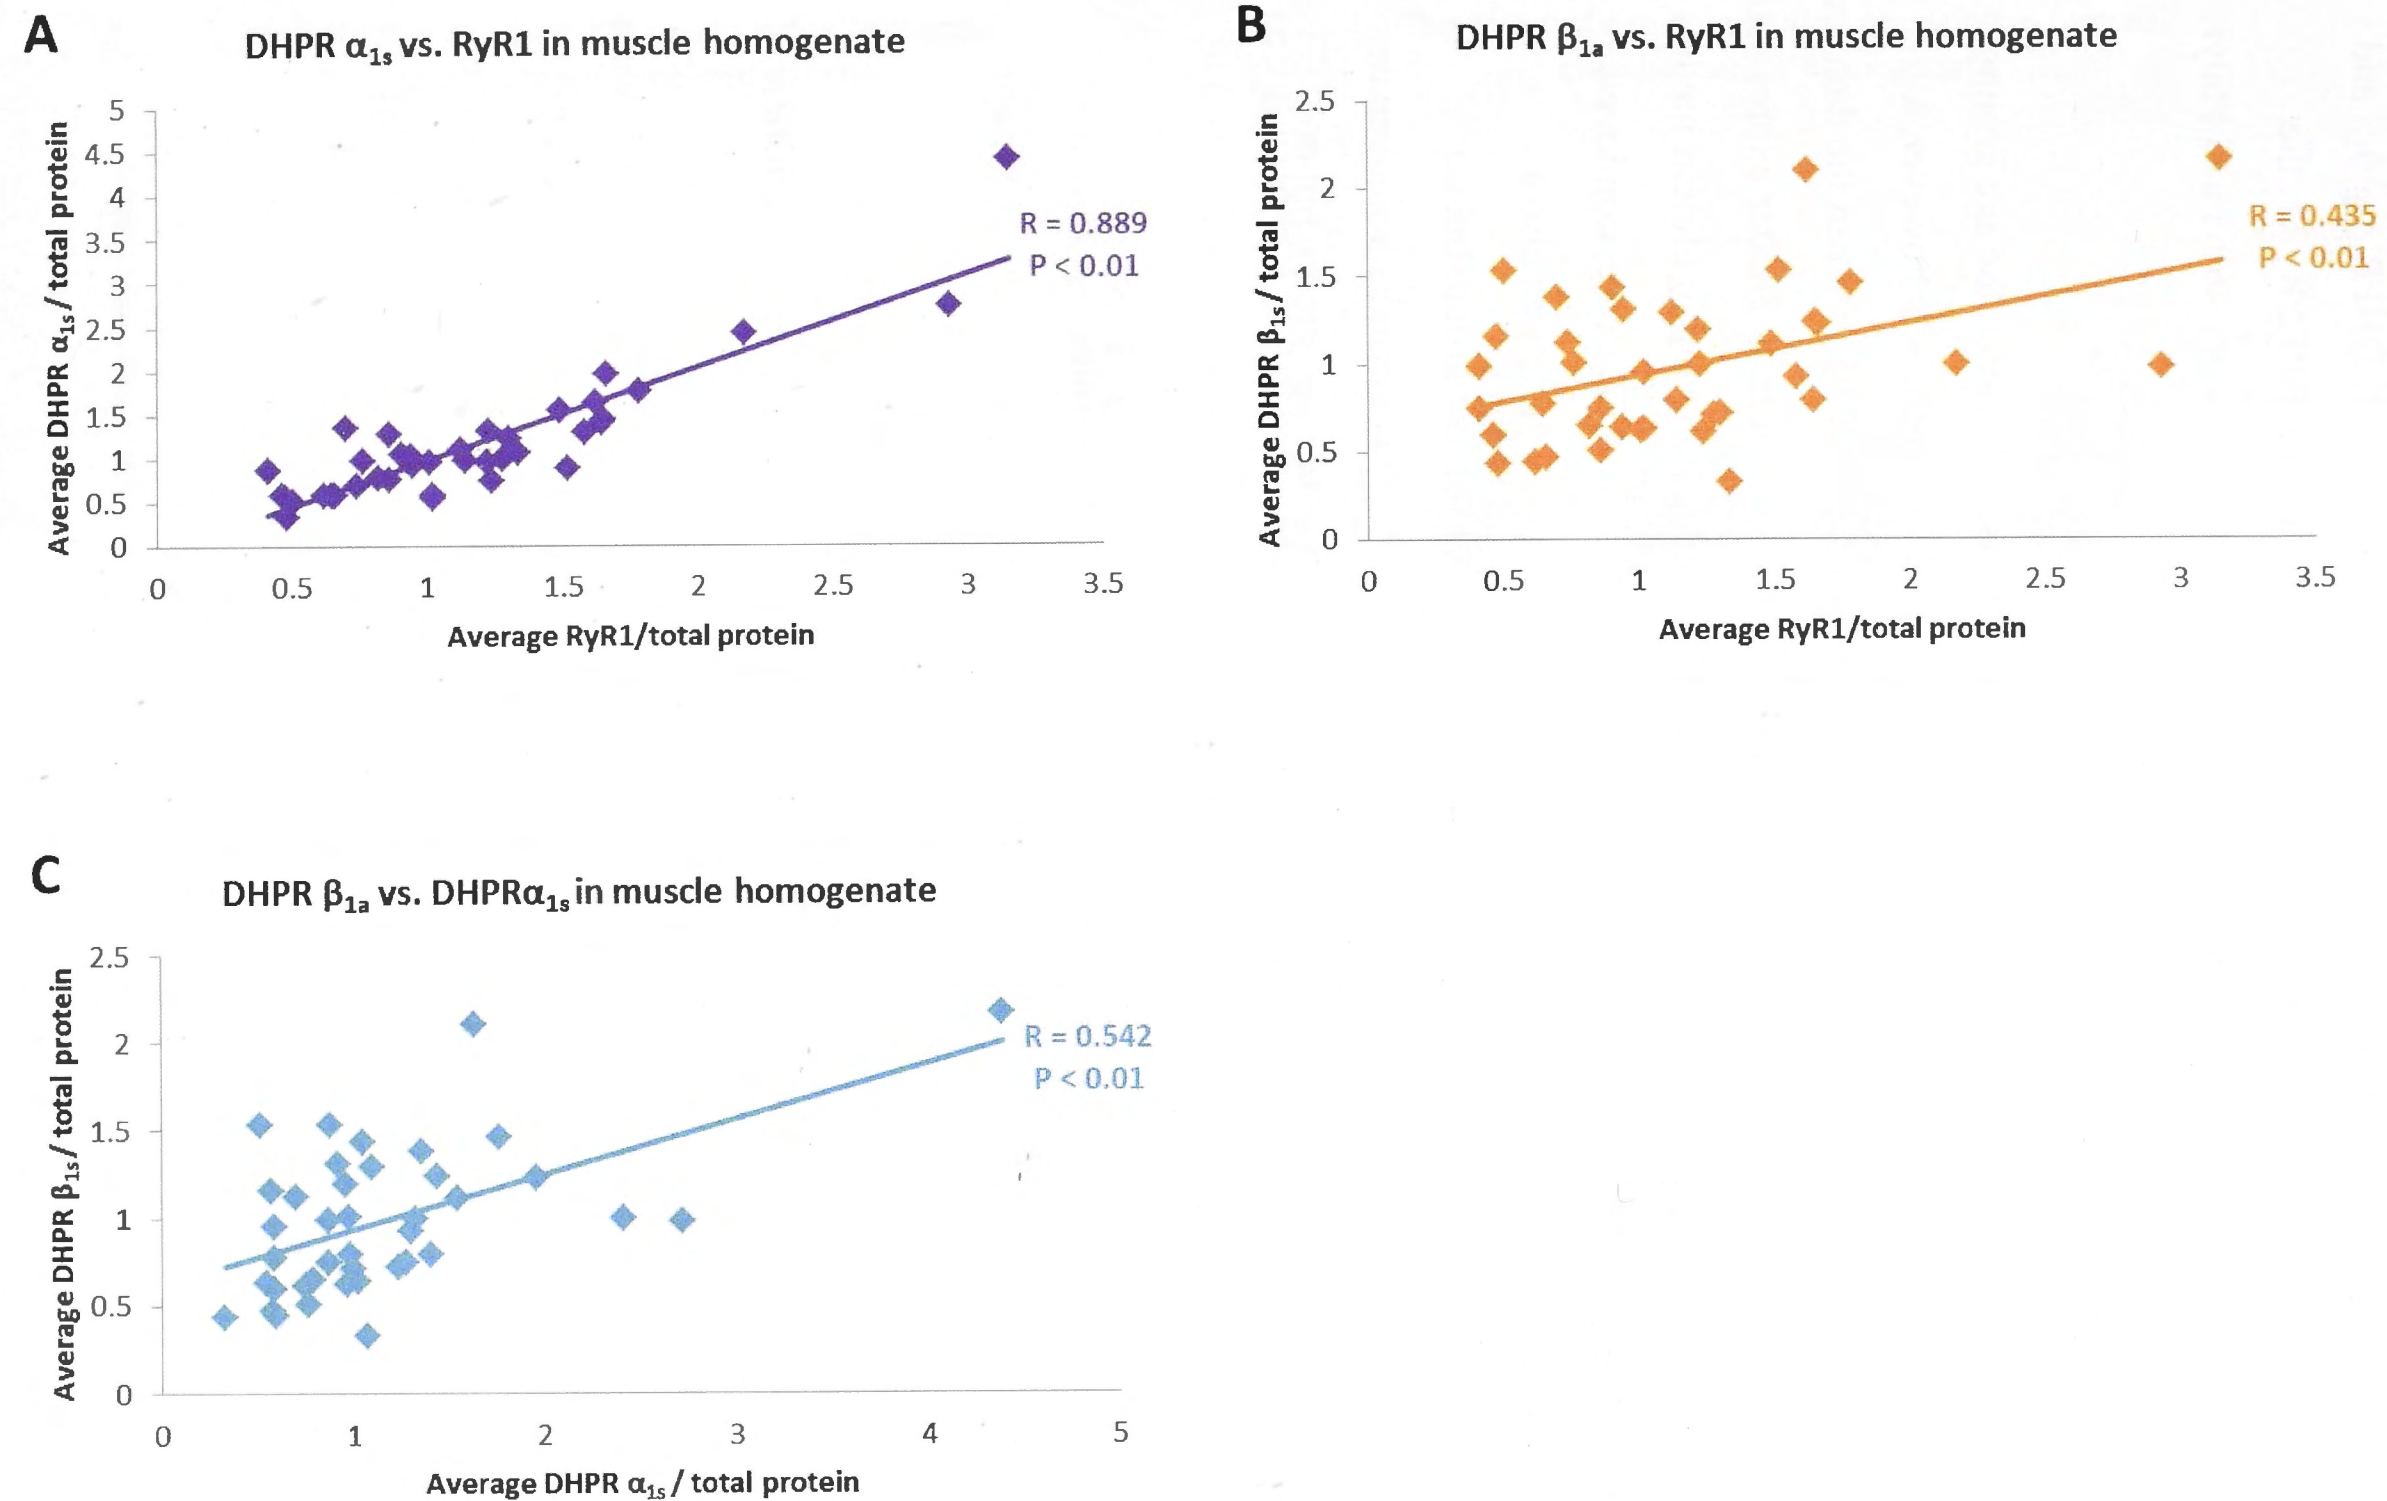 A
DHPR α1s vs. RyR1 in muscle homogenate
Average DHPR α1s / total protein
5
4.5
4
3.5
3
2.5
2
1.5
1
0.5
0
R = 0.889
P < 0.01
0 0.5 1 1.5 2 2.5 3 3.5
Average RyR1/total protein
B
DHPR β1a vs. RyR1 in muscle homogenate
Average DHPR β1s / total protein
2.5
2
1.5
1
0.5
0
R = 0.435
P < 0.01
0 0.5 1 1.5 2 2.5 3 3.5
Average RyR1/total protein
C
DHPR β1a vs. DHPRα1s in muscle homogenate
Average DHPR β1s / total protein
2.5
2
1.5
1
0.5
0
R = 0.542
P < 0.01
0 1 2 3 4 5
Average DHPR α1s / total protein